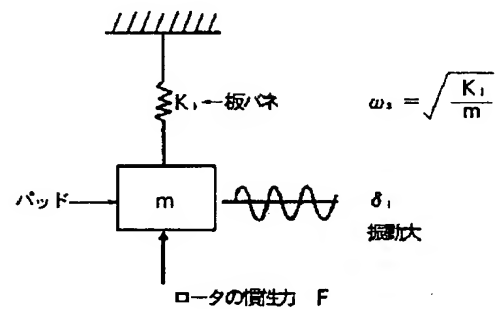 K₁ ←板バネ
ω₂ = √(K₁/m)
パッド
m
δ₁
振動大
ロータの慣性力 F